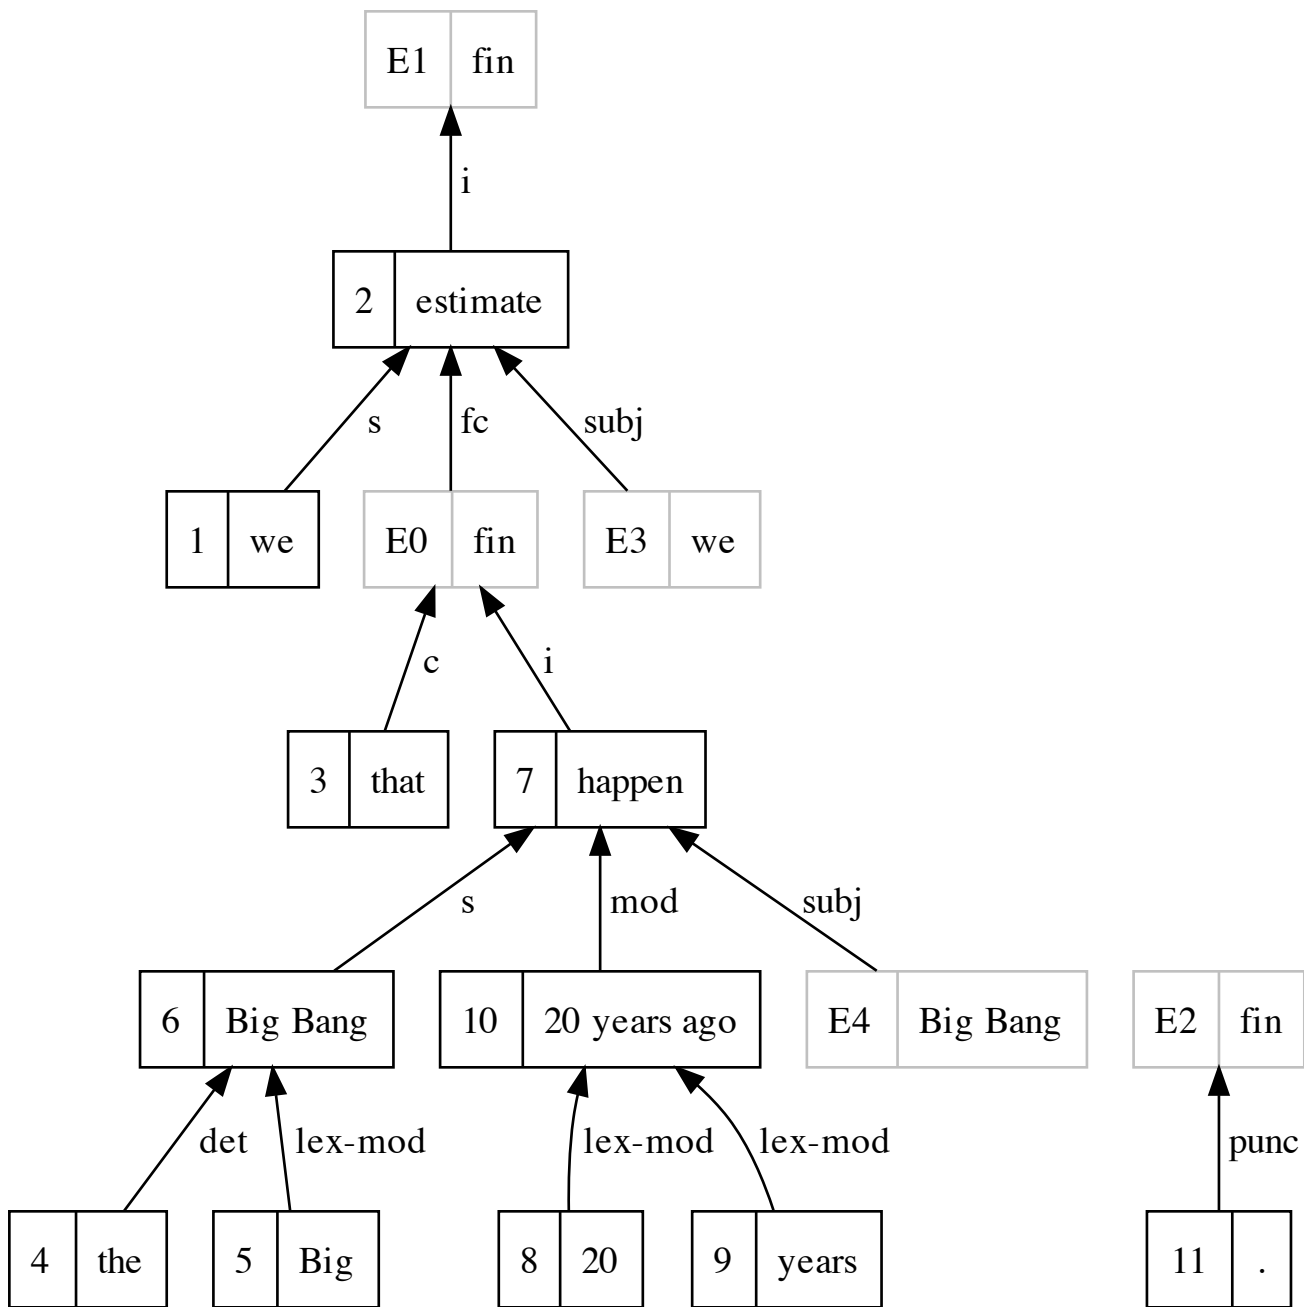 E1 fin
i
2 estimate
s fc subj
1 we E0 fin E3 we
c i
3 that 7 happen
s mod subj
6 Big Bang 10 20 years ago E4 Big Bang E2 fin
det lex-mod lex-mod lex-mod punc
4 the 5 Big 8 20 9 years 11 .